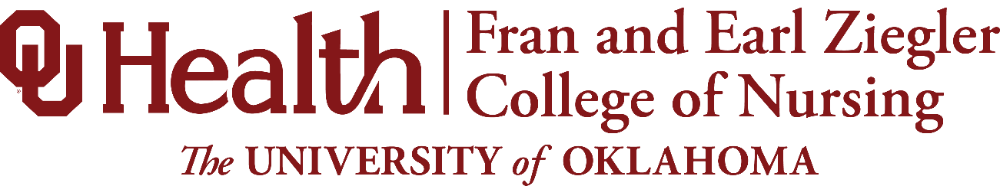 OU Health
Fran and Earl Ziegler
College of Nursing
The UNIVERSITY of OKLAHOMA